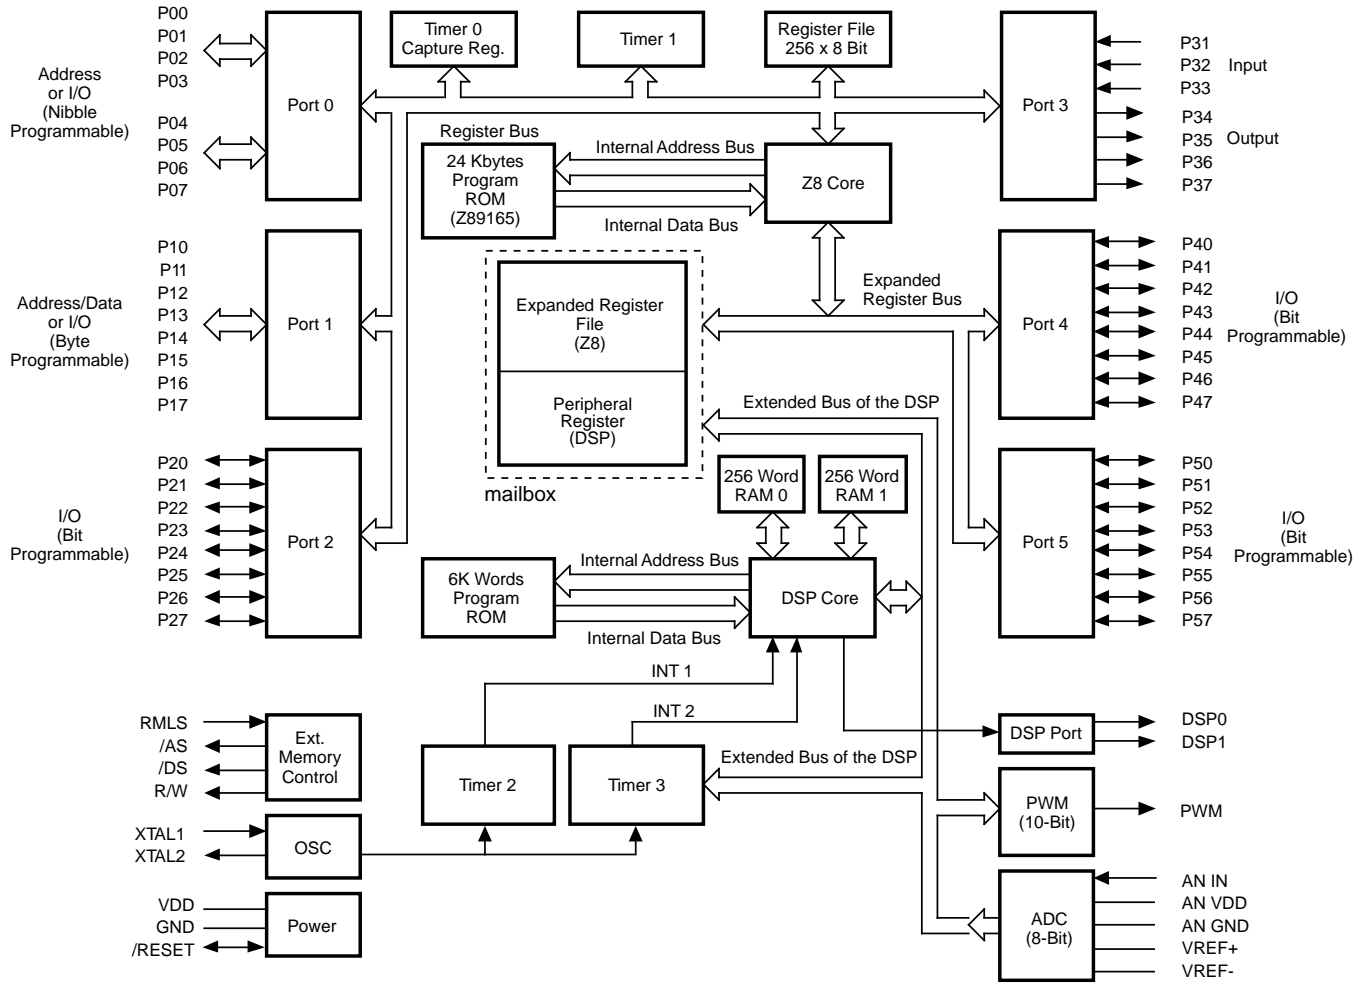 P00
P01
P02
P03
Address
or I/O
(Nibble
Programmable)
P04
P05
P06
P07
Port 0
Timer 0
Capture Reg.
Timer 1
Register File
256 x 8 Bit
Port 3
P31
P32
P33
Input
P34
P35
P36
P37
Output
Register Bus
24 Kbytes
Program
ROM
(Z89165)
Internal Address Bus
Internal Data Bus
Z8 Core
P10
P11
P12
P13
P14
P15
P16
P17
Address/Data
or I/O
(Byte
Programmable)
Port 1
Expanded Register
File
(Z8)
Peripheral
Register
(DSP)
mailbox
Expanded
Register Bus
Port 4
P40
P41
P42
P43
P44
P45
P46
P47
I/O
(Bit
Programmable)
Extended Bus of the DSP
P20
P21
P22
P23
P24
P25
P26
P27
I/O
(Bit
Programmable)
Port 2
256 Word
RAM 0
256 Word
RAM 1
Port 5
P50
P51
P52
P53
P54
P55
P56
P57
I/O
(Bit
Programmable)
6K Words
Program
ROM
Internal Address Bus
Internal Data Bus
DSP Core
INT 1
INT 2
RMLS
/AS
/DS
R/W
Ext.
Memory
Control
Timer 2
Timer 3
Extended Bus of the DSP
DSP Port
DSP0
DSP1
XTAL1
XTAL2
OSC
PWM
(10-Bit)
PWM
VDD
GND
/RESET
Power
ADC
(8-Bit)
AN IN
AN VDD
AN GND
VREF+
VREF-